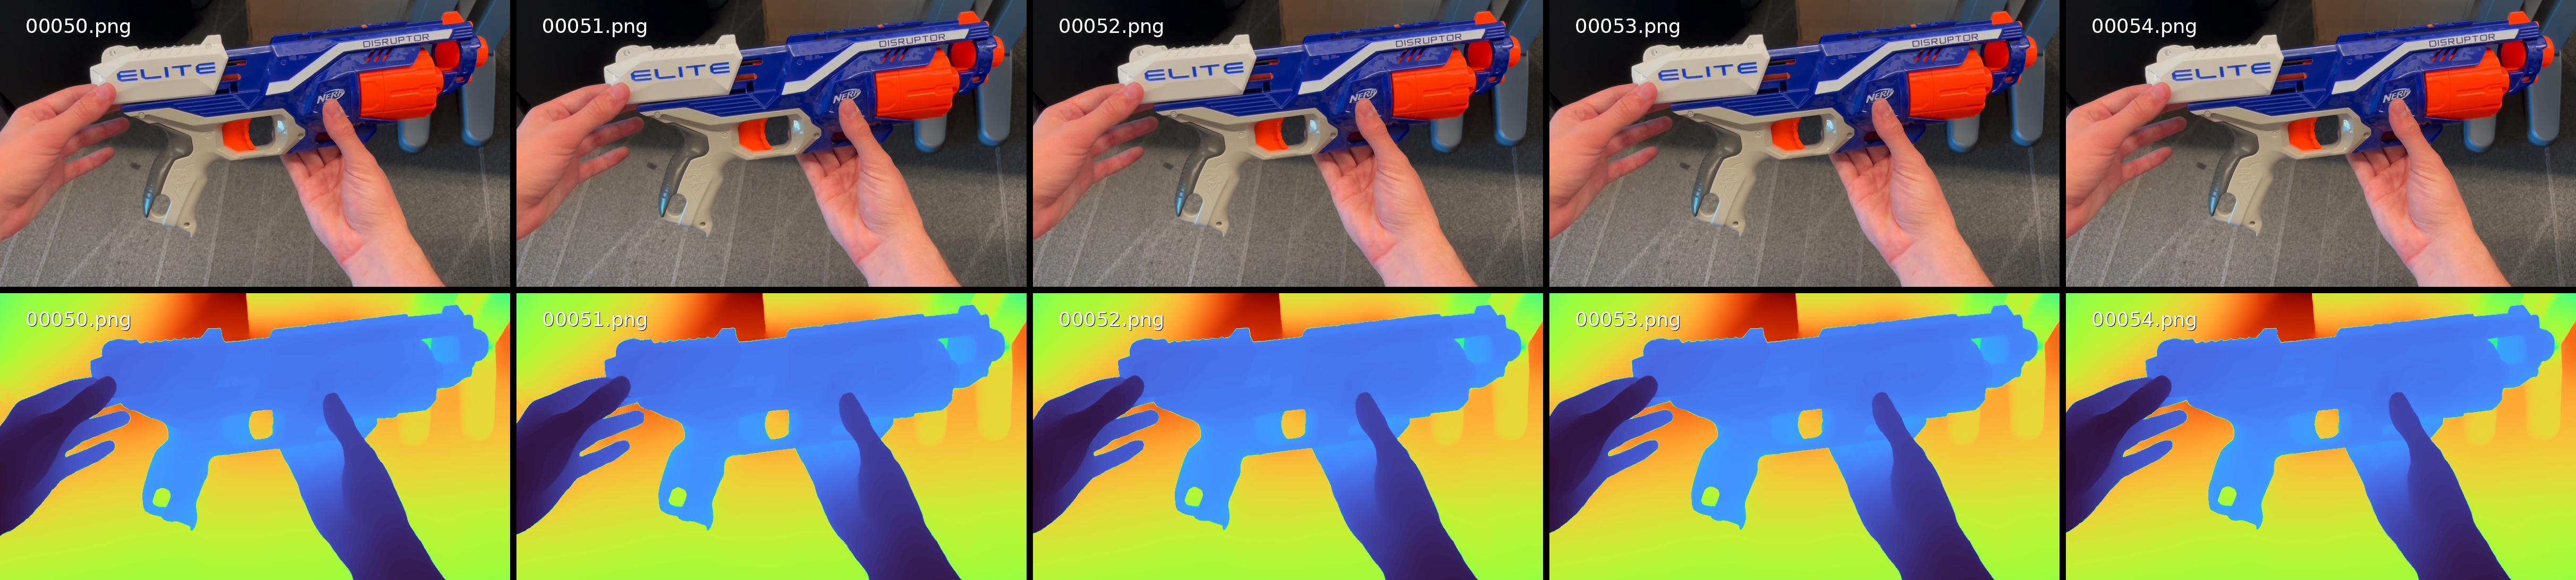 00050.png
DISRUPTOR
ELITE
NERF
00051.png
DISRUPTOR
ELITE
NERF
00052.png
DISRUPTOR
ELITE
NERF
00053.png
DISRUPTOR
ELITE
NERF
00054.png
DISRUPTOR
ELITE
NERF
00050.png
00051.png
00052.png
00053.png
00054.png